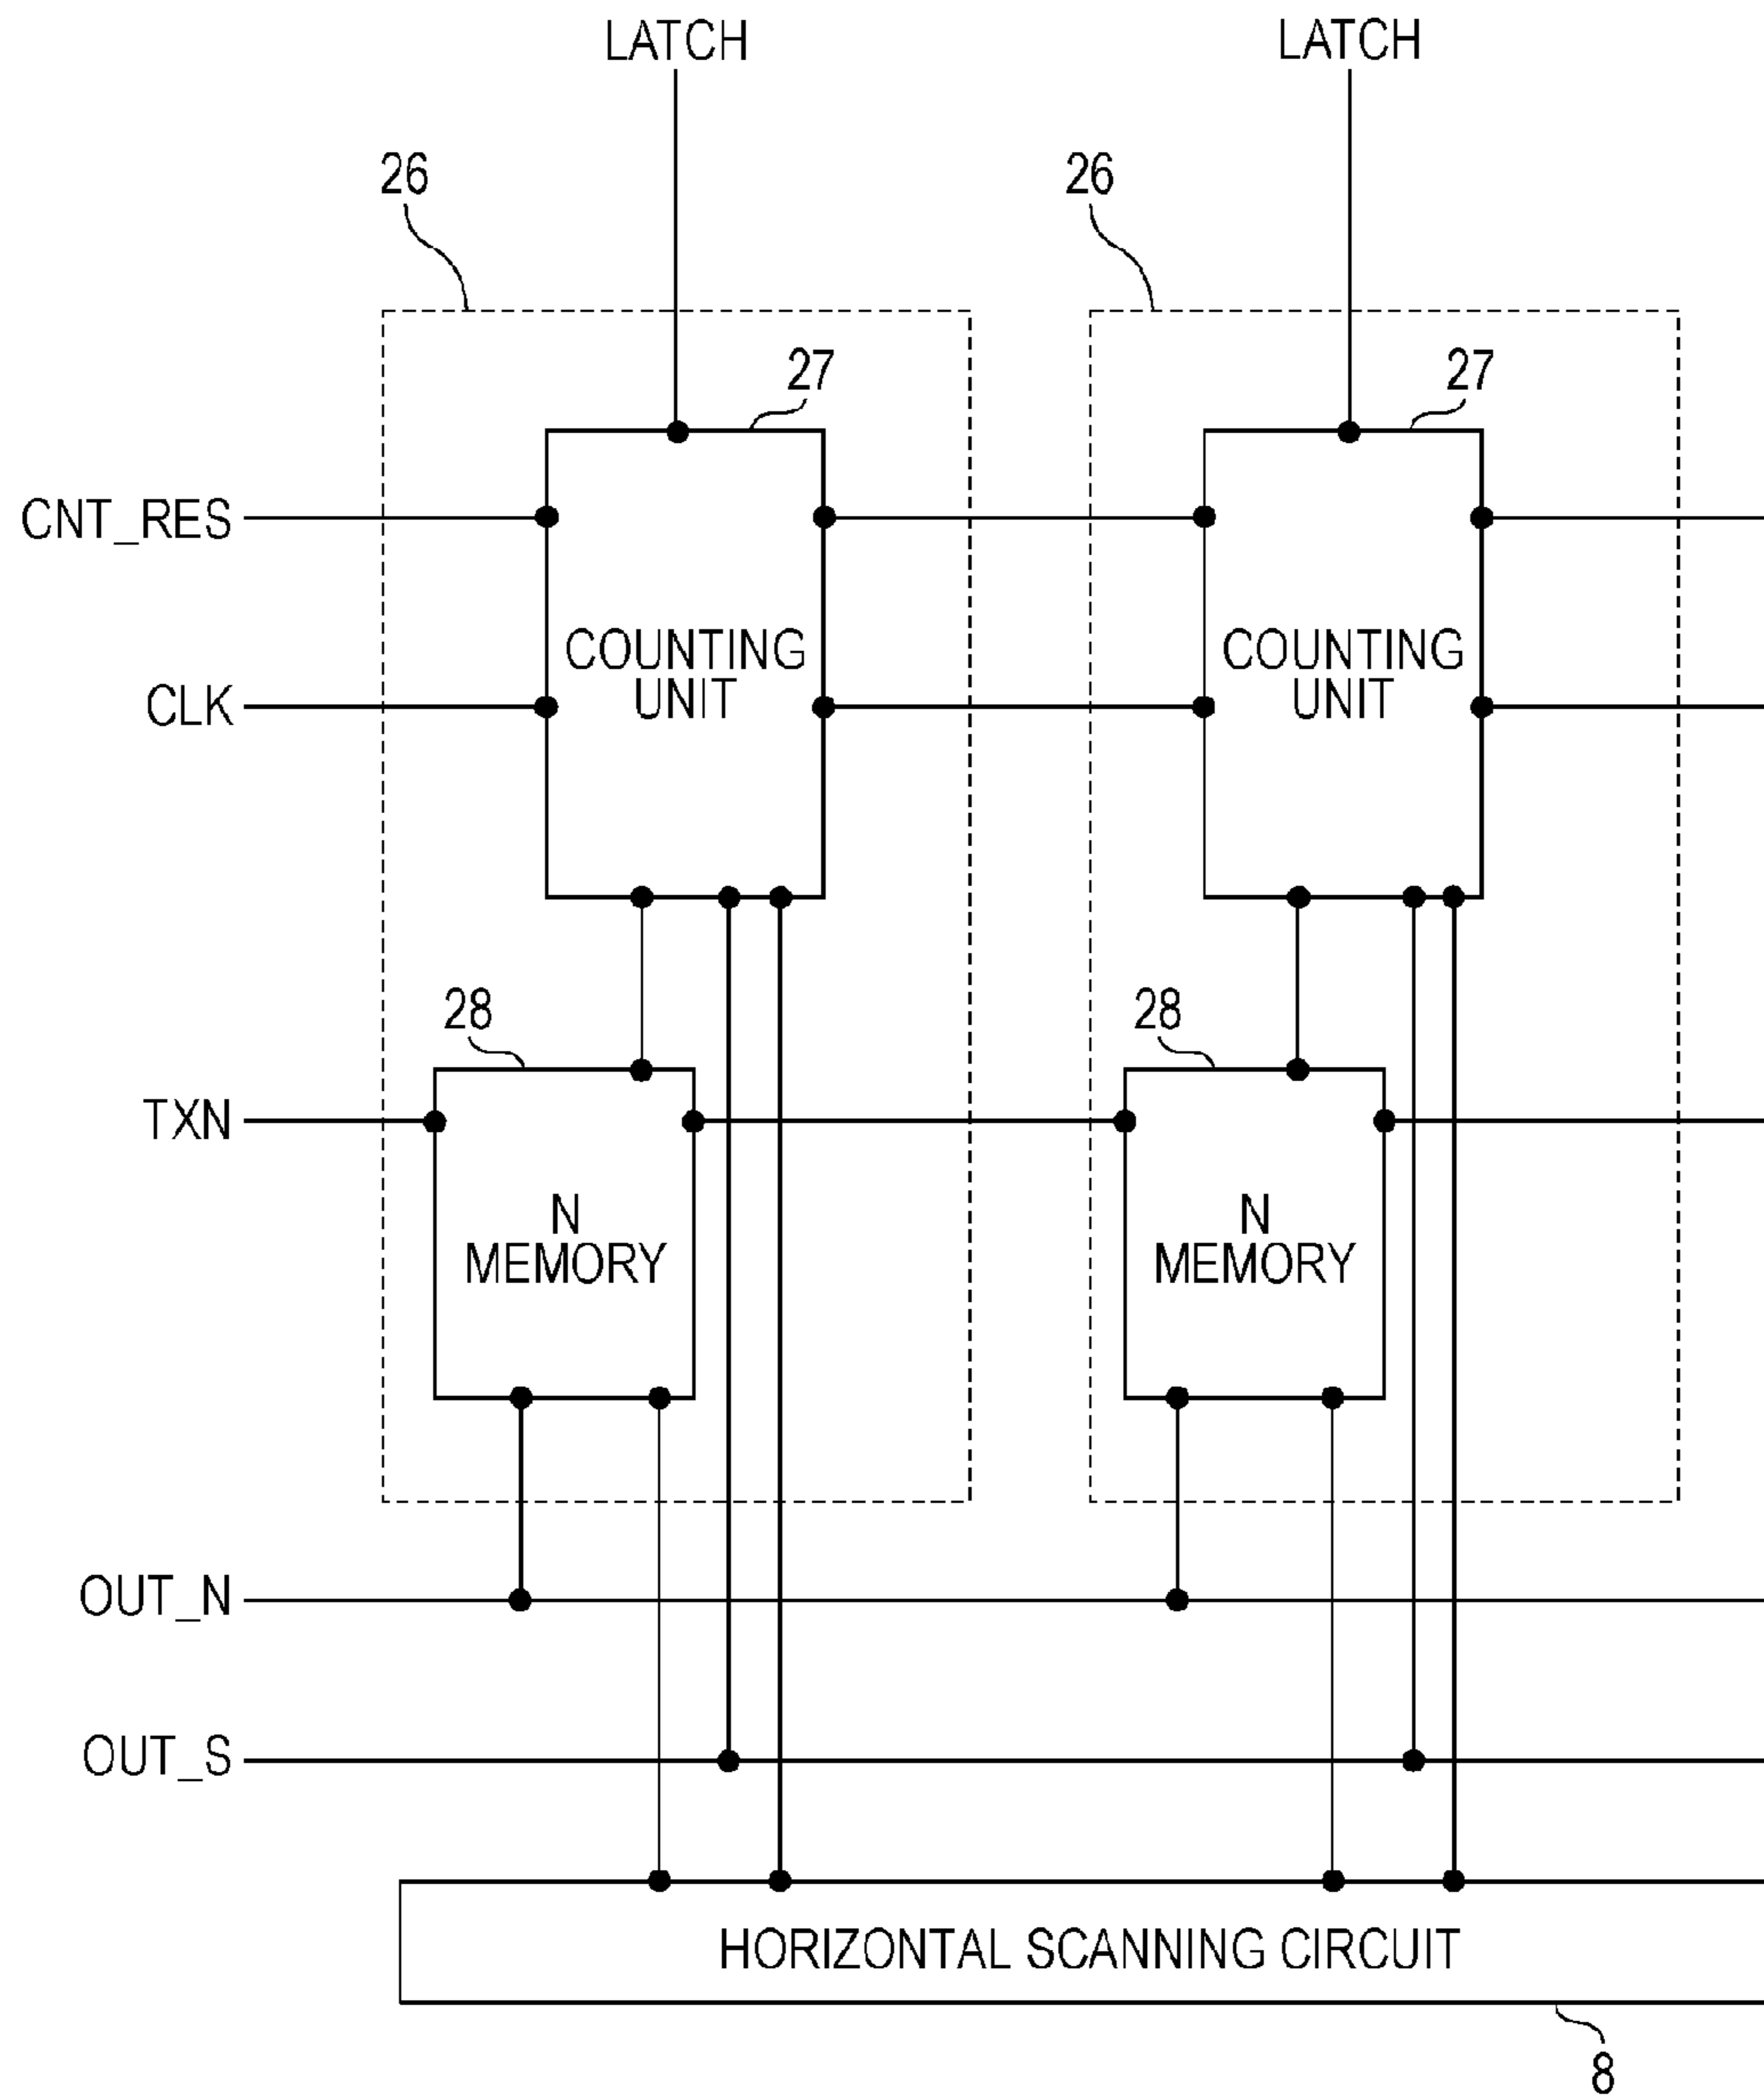 LATCH LATCH
26 26
27 27
CNT_RES
COUNTING COUNTING
UNIT UNIT
CLK
28 28
TXN
N N
MEMORY MEMORY
OUT_N
OUT_S
HORIZONTAL SCANNING CIRCUIT
8